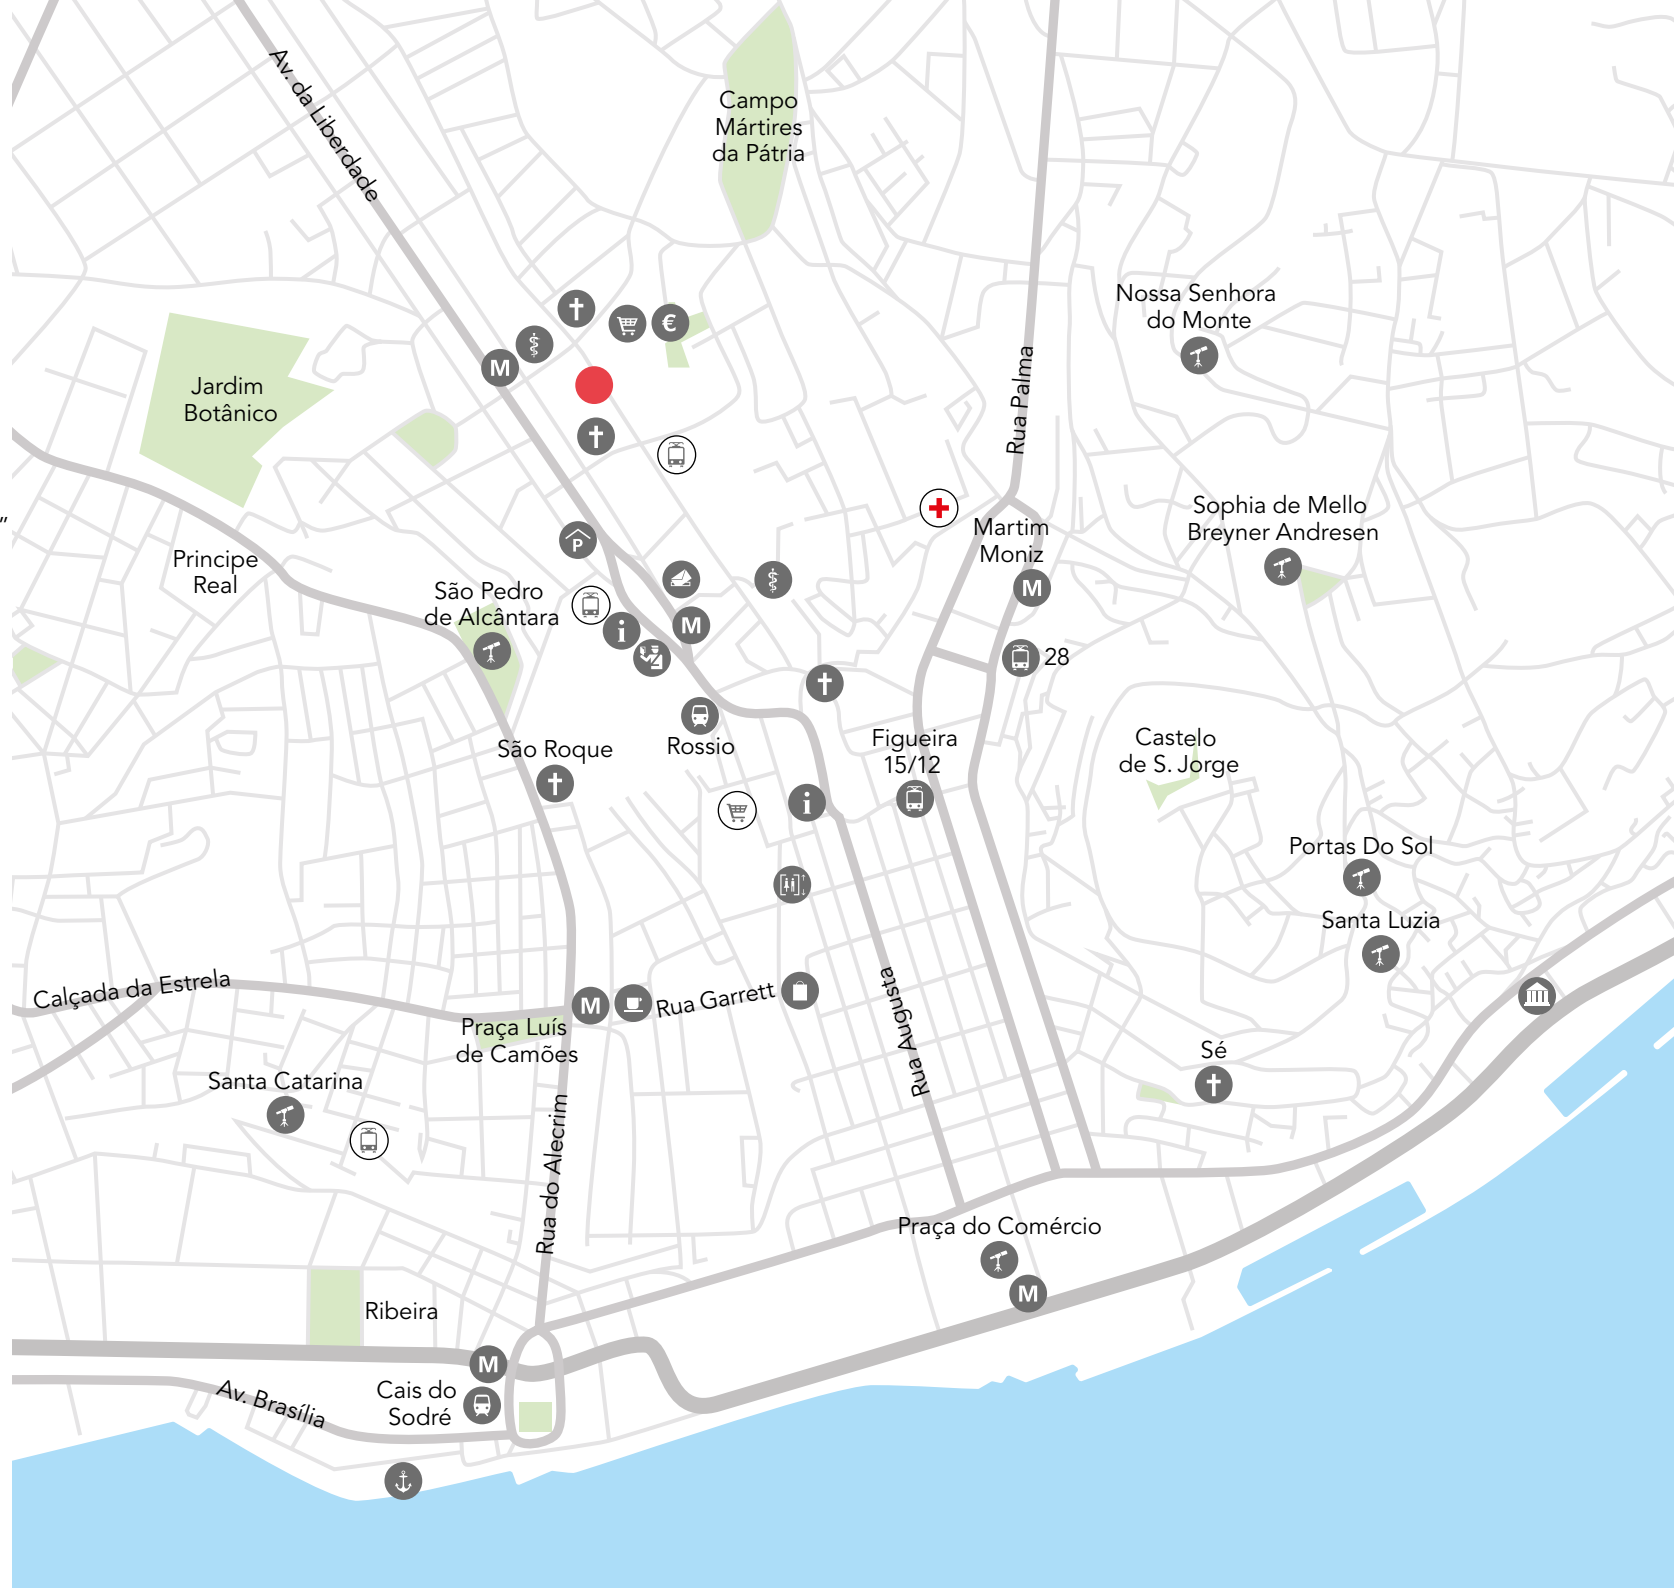 Av. da Liberdade
Campo
Mártires
da Pátria
Nossa Senhora
do Monte
€
M
Jardim
Botânico
Rua Palma
”
Principe
Real
P
Martim
Moniz
M
Sophia de Mello
Breyner Andresen
São Pedro
de Alcântara
i
M
28
São Roque
Rossio
Figueira
15/12
i
Castelo
de S. Jorge
Portas Do Sol
Santa Luzia
Calçada da Estrela
M
Rua Garrett
Rua Augusta
Praça Luís
de Camões
Sé
Santa Catarina
Rua do Alecrim
Praça do Comércio
M
Ribeira
M
Cais do
Sodré
Av. Brasília